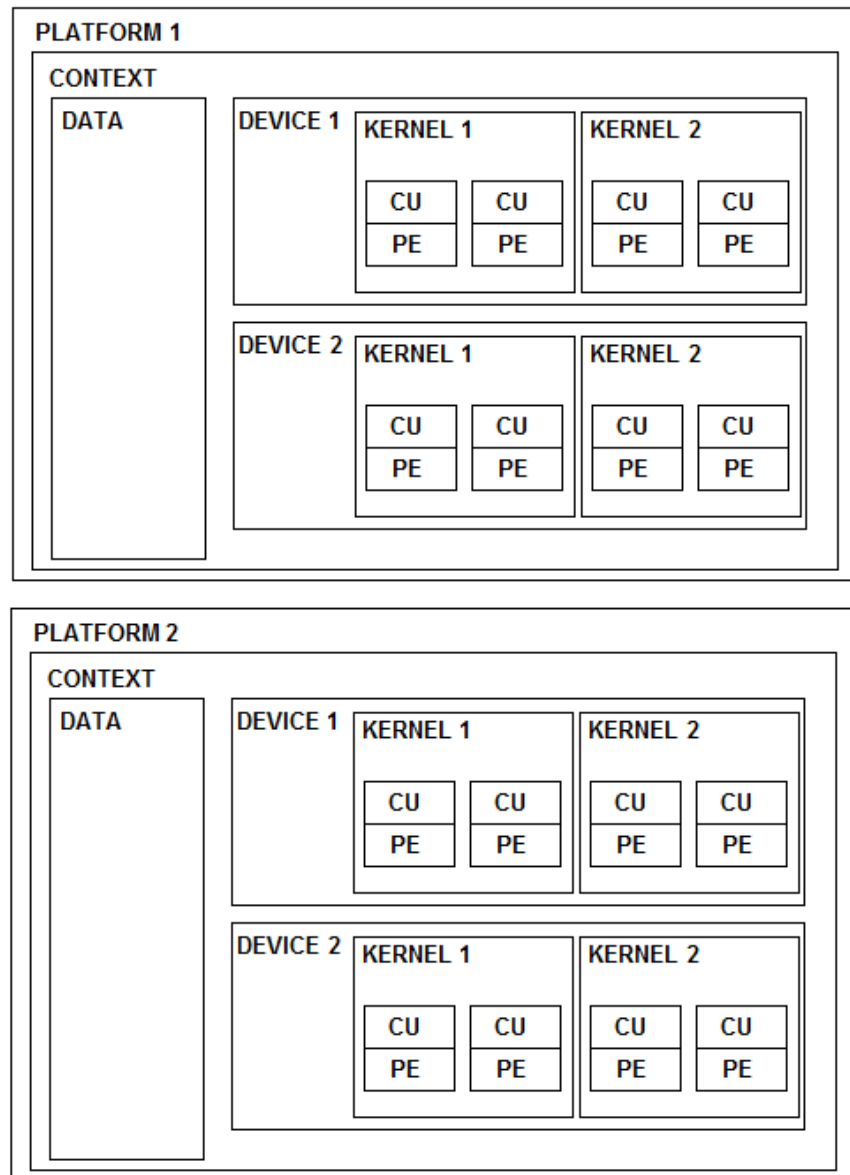 PLATFORM 1
CONTEXT
DATA
DEVICE 1
KERNEL 1
KERNEL 2
CU CU CU CU
PE PE PE PE
DEVICE 2
KERNEL 1
KERNEL 2
CU CU CU CU
PE PE PE PE
PLATFORM 2
CONTEXT
DATA
DEVICE 1
KERNEL 1
KERNEL 2
CU CU CU CU
PE PE PE PE
DEVICE 2
KERNEL 1
KERNEL 2
CU CU CU CU
PE PE PE PE